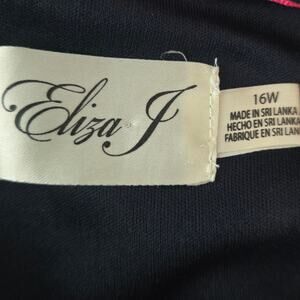 Eliza J
16W
MADE IN SRI LANKA
HECHO EN SRI LANKA
FABRIQUE EN SRI LANKA